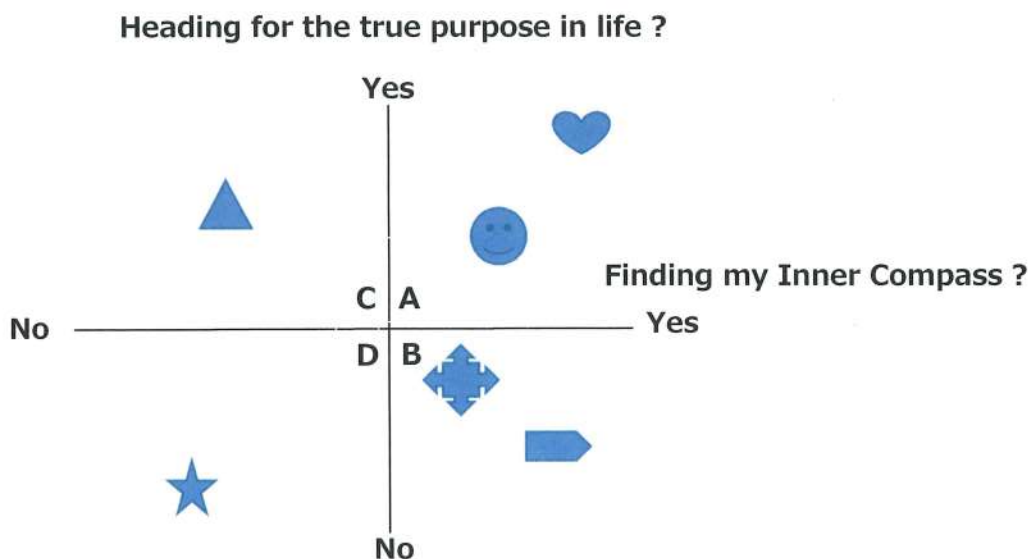 Heading for the true purpose in life ?
Yes
Finding my Inner Compass ?
C A
No
Yes
D B
No